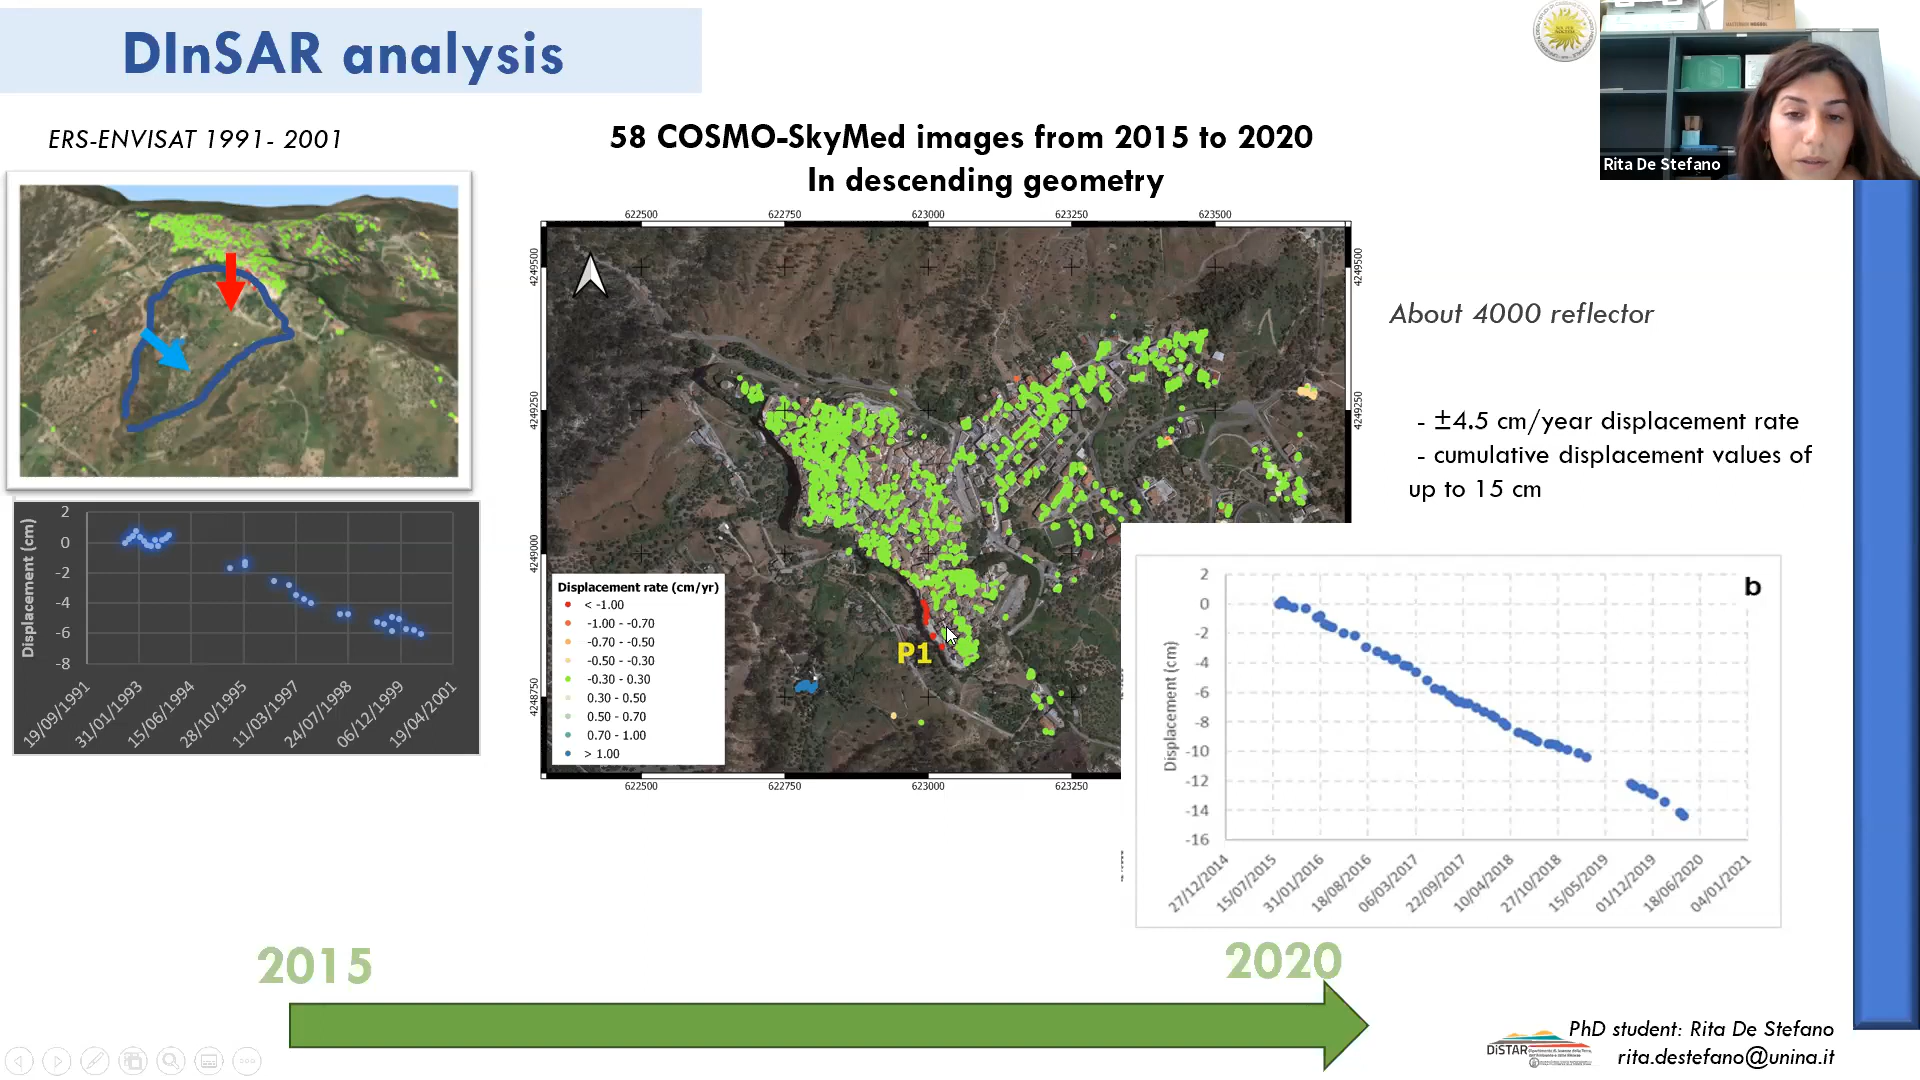 DInSAR analysis
ERS-ENVISAT 1991- 2001
58 COSMO-SkyMed images from 2015 to 2020
In descending geometry
Rita De Stefano
622500
622750
623000
623250
623500
4249500
4249250
4249000
4248750
4249500
4249250
P1
Displacement rate (cm/yr)
< -1.00
-1.00 - -0.70
-0.70 - -0.50
-0.50 - -0.30
-0.30 - 0.30
0.30 - 0.50
0.50 - 0.70
0.70 - 1.00
> 1.00
622500
622750
623000
623250
About 4000 reflector
- ±4.5 cm/year displacement rate
- cumulative displacement values of
up to 15 cm
Displacement (cm)
2
0
-2
-4
-6
-8
19/09/1991
31/01/1993
15/06/1994
28/10/1995
11/03/1997
24/07/1998
06/12/1999
19/04/2001
b
Displacement (cm)
2
0
-2
-4
-6
-8
-10
-12
-14
-16
27/12/2014
15/07/2015
31/01/2016
18/08/2016
06/03/2017
22/09/2017
10/04/2018
27/10/2018
15/05/2019
01/12/2019
18/06/2020
04/01/2021
2015
2020
DiSTAR
PhD student: Rita De Stefano
rita.destefano@unina.it